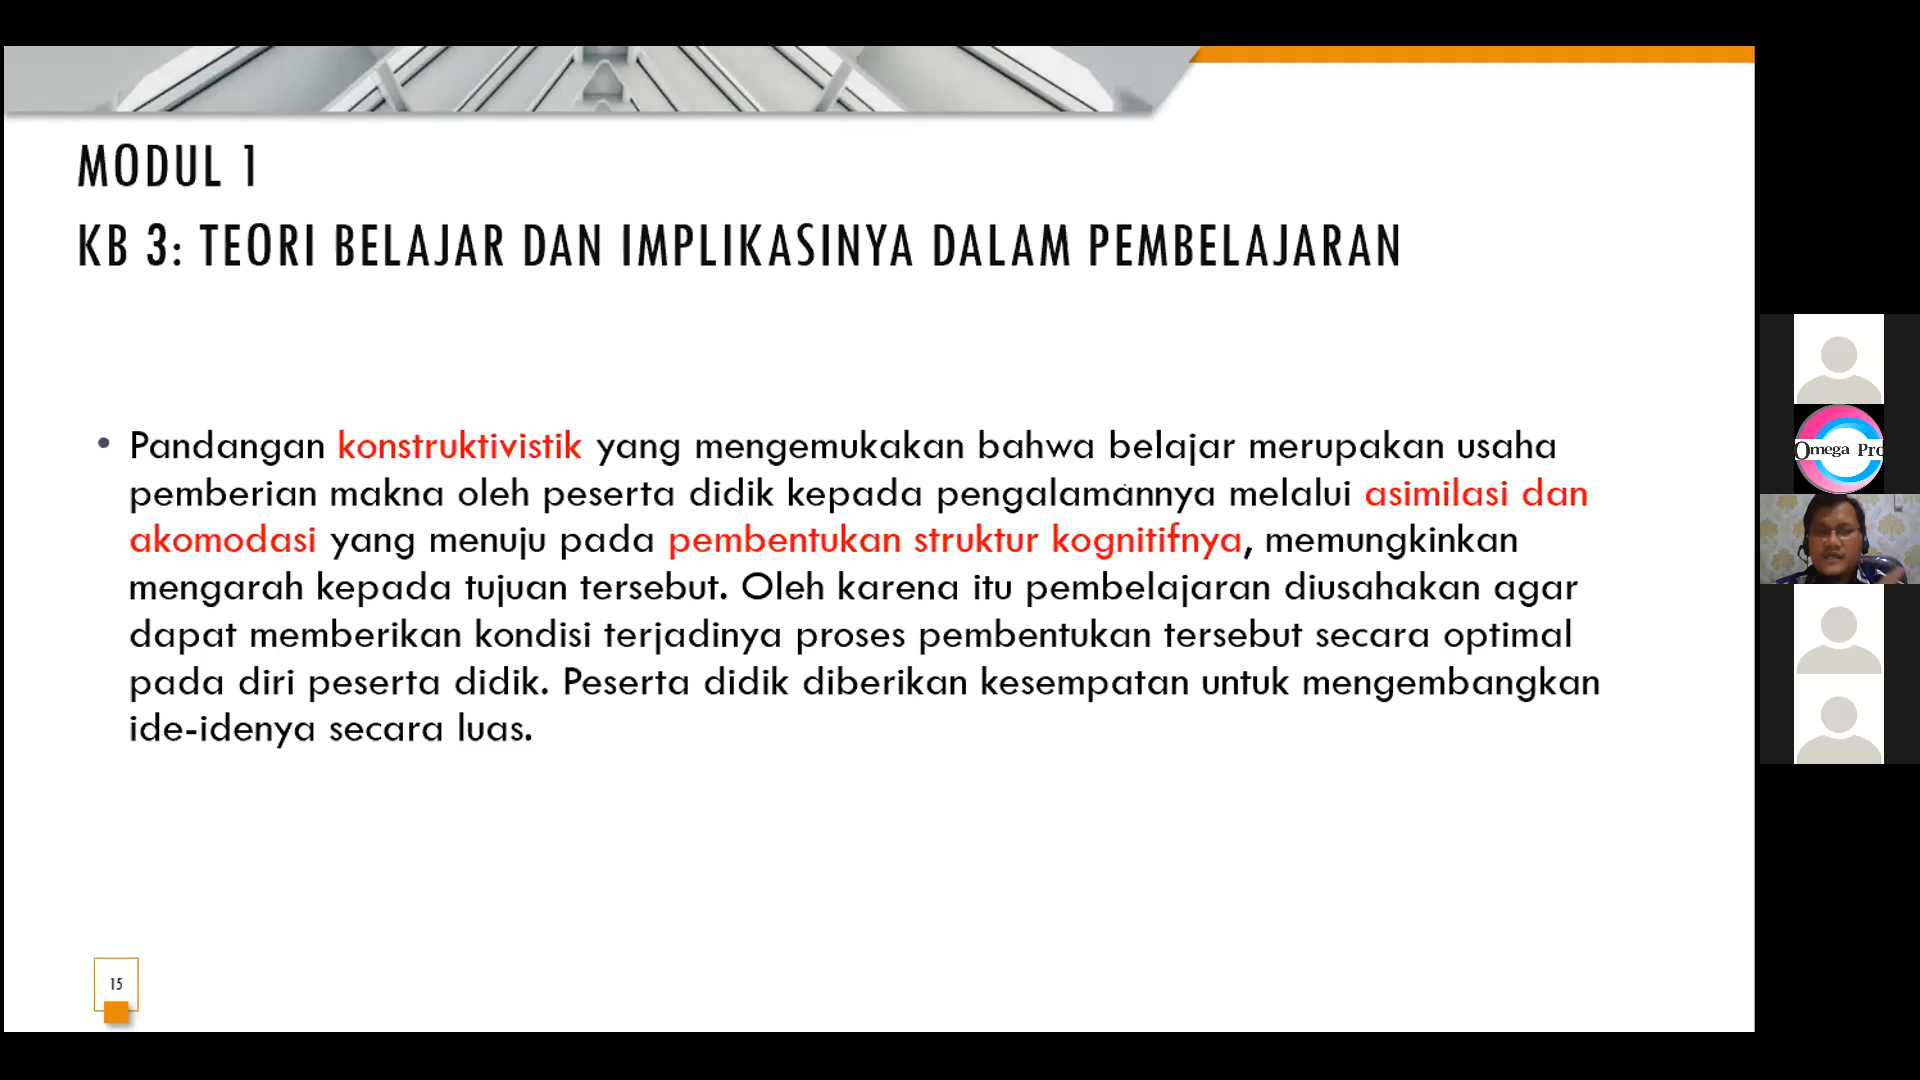 MODUL 1
KB 3: TEORI BELAJAR DAN IMPLIKASINYA DALAM PEMBELAJARAN
• Pandangan konstruktivistik yang mengemukakan bahwa belajar merupakan usaha
pemberian makna oleh peserta didik kepada pengalamannya melalui asimilasi dan
akomodasi yang menuju pada pembentukan struktur kognitifnya, memungkinkan
mengarah kepada tujuan tersebut. Oleh karena itu pembelajaran diusahakan agar
dapat memberikan kondisi terjadinya proses pembentukan tersebut secara optimal
pada diri peserta didik. Peserta didik diberikan kesempatan untuk mengembangkan
ide-idenya secara luas.
15
Omega Pro